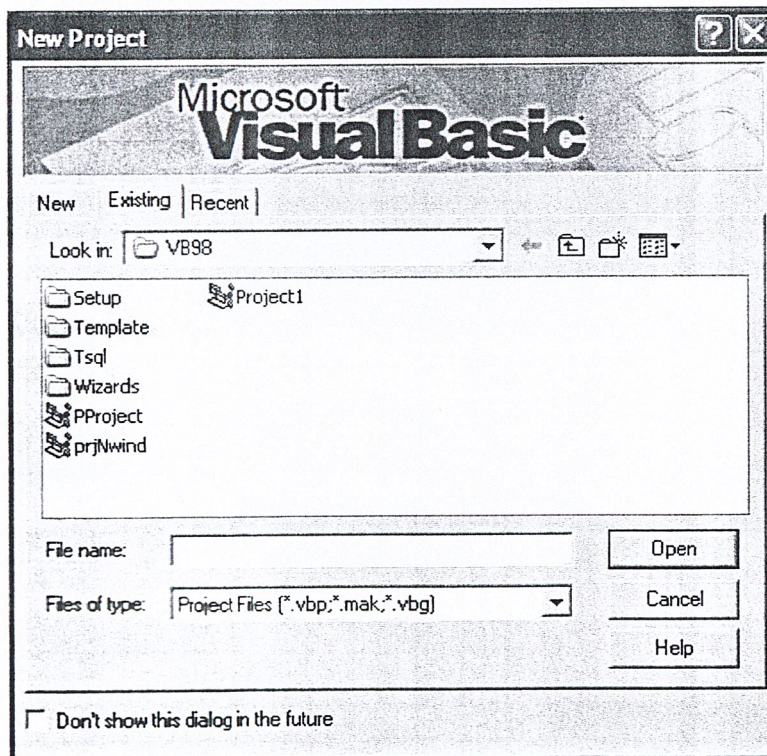 New Project
Microsoft
Visual Basic
New Existing Recent
Look in: VB98
Setup Project1
Template
Tsql
Wizards
PProject
prjNwind
File name: Open
Files of type: Project Files (*.vbp;*.mak;*.vbg) Cancel
Help
Don't show this dialog in the future